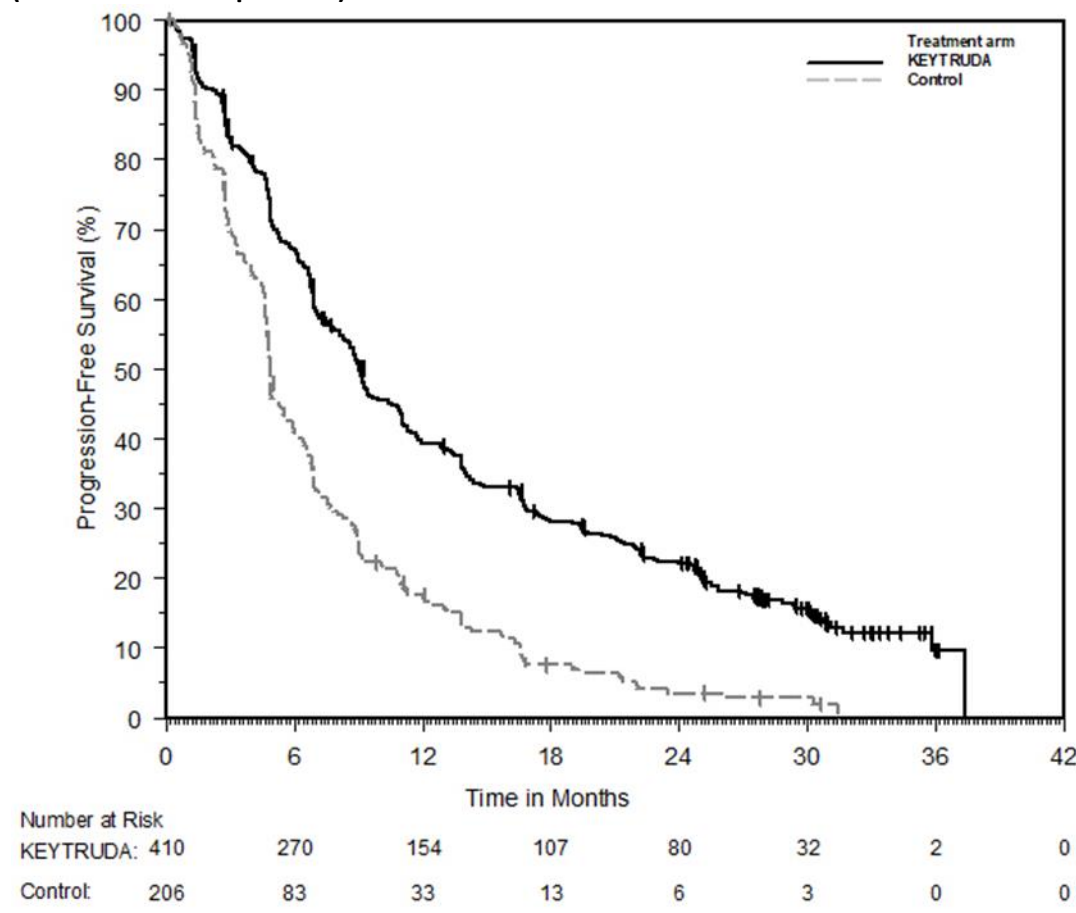 Treatment arm
KEYTRUDA
Control
Progression-Free Survival (%)
100
90
80
70
60
50
40
30
20
10
0
0 6 12 18 24 30 36 42
Time in Months
Number at Risk
KEYTRUDA: 410 270 154 107 80 32 2 0
Control: 206 83 33 13 6 3 0 0